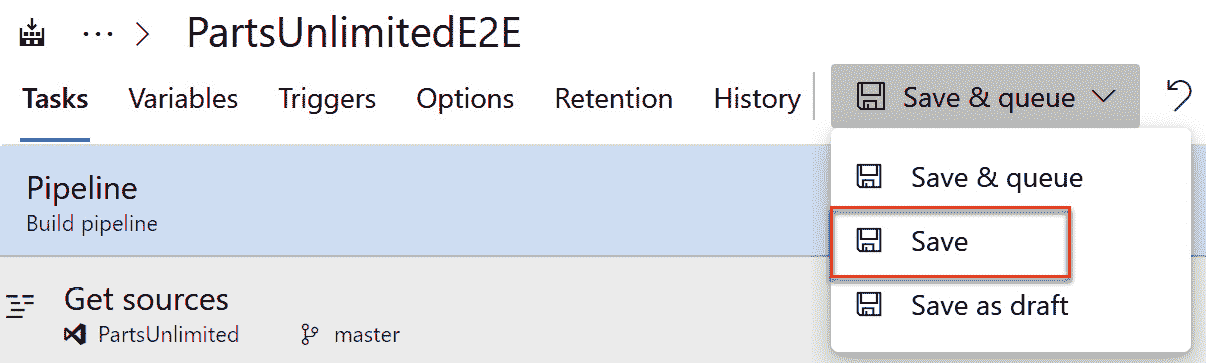 ... > PartsUnlimitedE2E
Tasks Variables Triggers Options Retention History Save & queue
Pipeline
Build pipeline
Save & queue
Save
Get sources
PartsUnlimited master
Save as draft